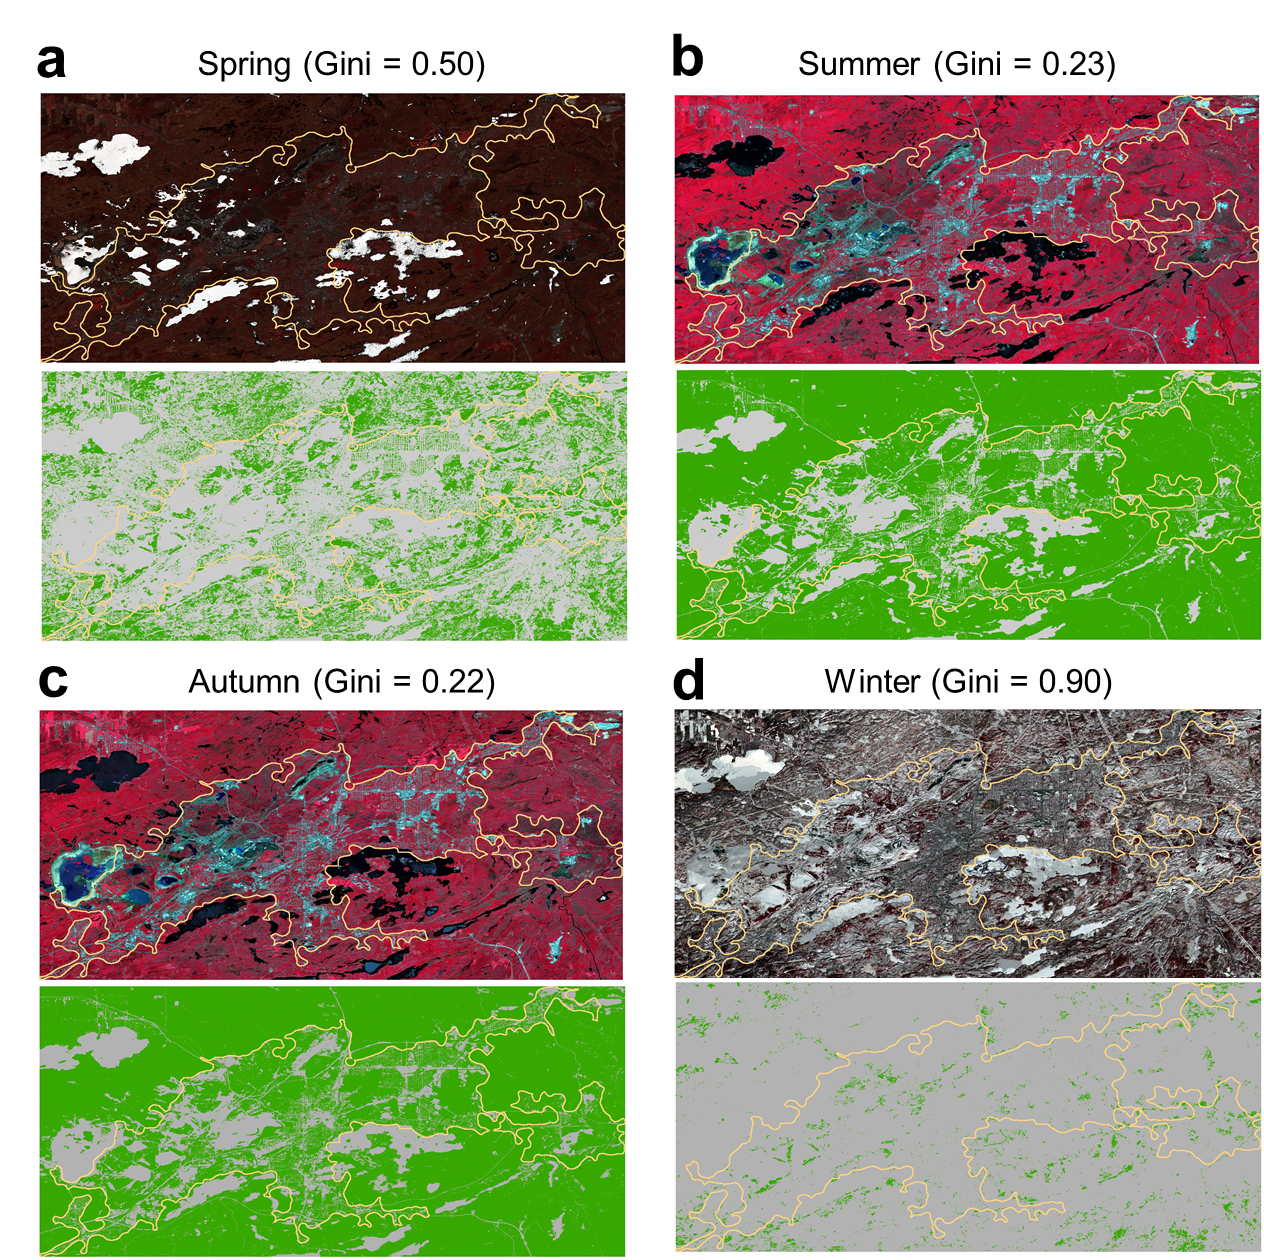 a
Spring (Gini = 0.50)
b
Summer (Gini = 0.23)
c
Autumn (Gini = 0.22)
d
Winter (Gini = 0.90)